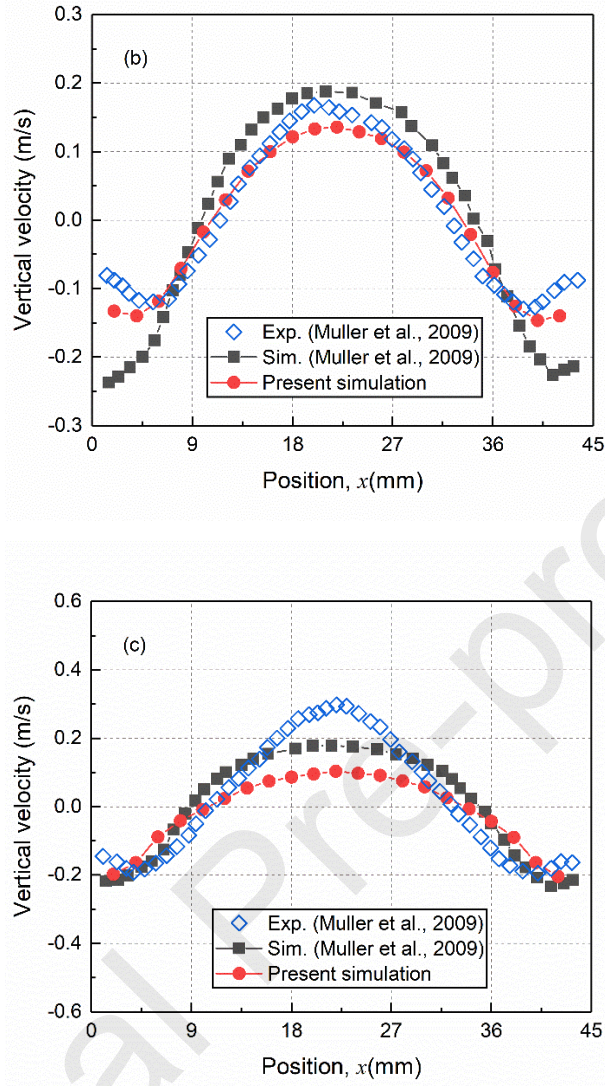 (b)
0.3
0.2
0.1
0.0
-0.1
-0.2
-0.3
Vertical velocity (m/s)
Exp. (Muller et al., 2009)
Sim. (Muller et al., 2009)
Present simulation
0 9 18 27 36 45
Position, x(mm)
(c)
0.6
0.4
0.2
0.0
-0.2
-0.4
-0.6
Vertical velocity (m/s)
Exp. (Muller et al., 2009)
Sim. (Muller et al., 2009)
Present simulation
0 9 18 27 36 45
Position, x(mm)
al Pre-pre